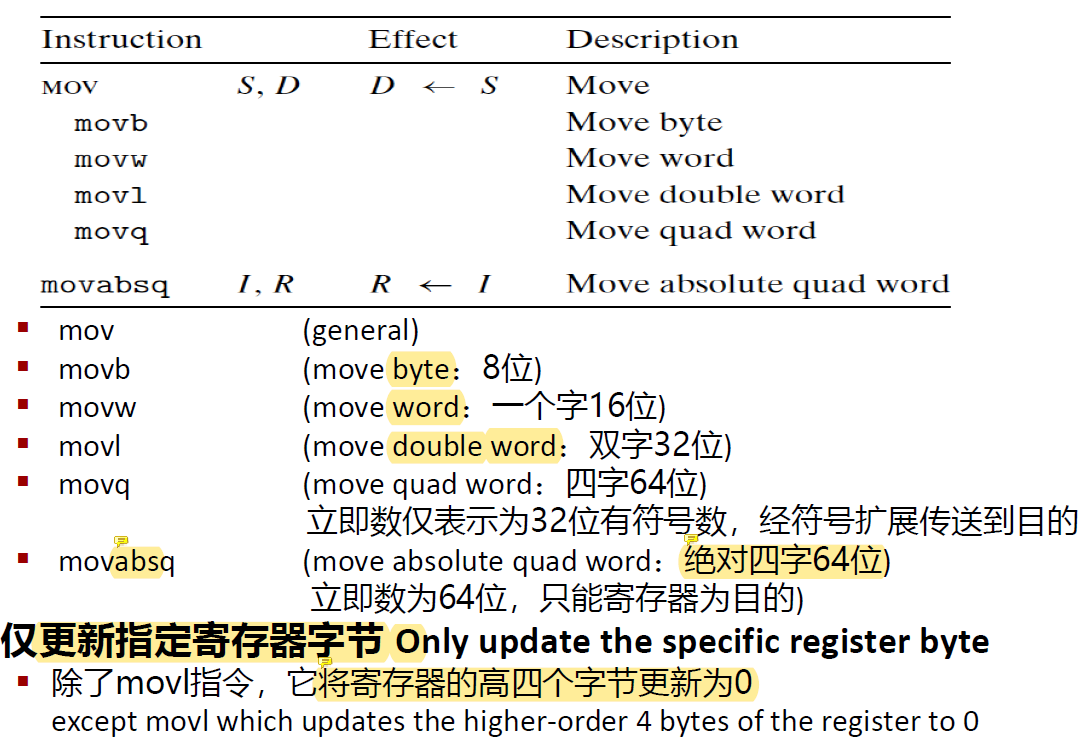 Instruction Effect Description
MOV S, D D ← S Move
movb Move byte
movw Move word
movl Move double word
movq Move quad word
movabsq I, R R ← I Move absolute quad word
▪ mov (general)
▪ movb (move byte：8位)
▪ movw (move word：一个字16位)
▪ movl (move double word：双字32位)
▪ movq (move quad word：四字64位)
立即数仅表示为32位有符号数，经符号扩展传送到目的
▪ movabsq (move absolute quad word：绝对四字64位)
立即数为64位，只能寄存器为目的)
仅更新指定寄存器字节 Only update the specific register byte
▪ 除了movl指令，它将寄存器的高四个字节更新为0
except movl which updates the higher-order 4 bytes of the register to 0